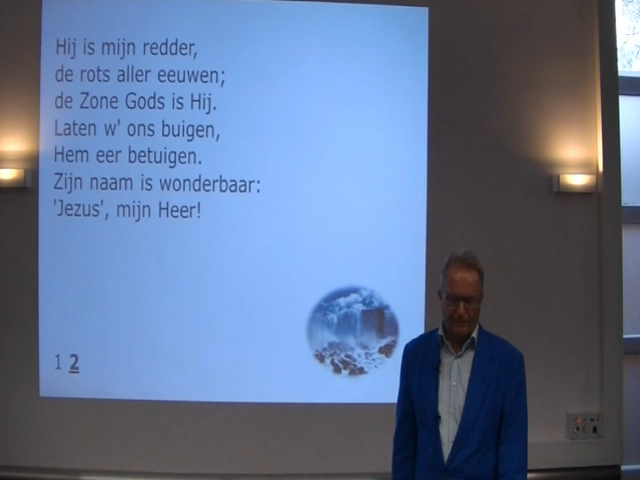 Hij is mijn redder,
de rots aller eeuwen;
de Zone Gods is Hij.
Laten w' ons buigen,
Hem eer betuigen.
Zijn naam is wonderbaar:
'Jezus', mijn Heer!
1 2